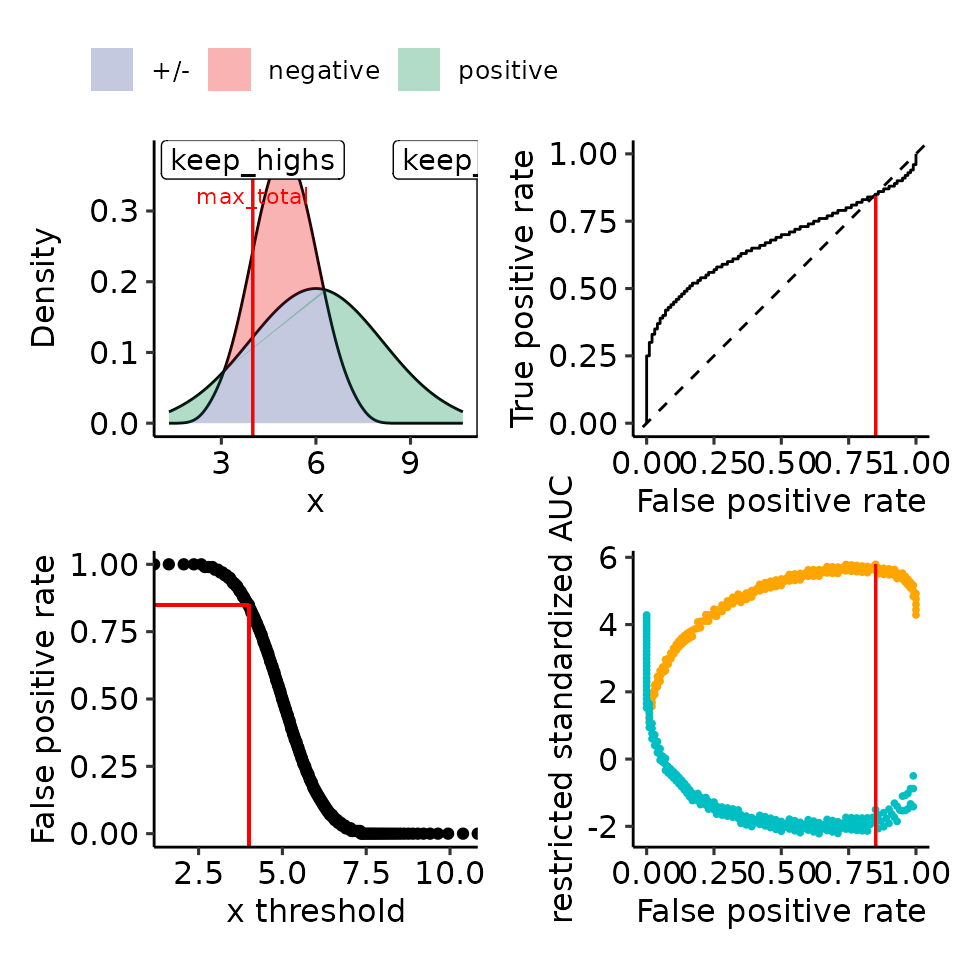 +/- negative positive
keep_highs
keep_
max_total
Density
0.3
0.2
0.1
0.0
3 6 9
x
True positive rate
1.00
0.75
0.50
0.25
0.00
0.00 0.25 0.50 0.75 1.00
False positive rate
False positive rate
1.00
0.75
0.50
0.25
0.00
2.5 5.0 7.5 10.0
x threshold
restricted standardized AUC
6
4
2
0
-2
0.00 0.25 0.50 0.75 1.00
False positive rate